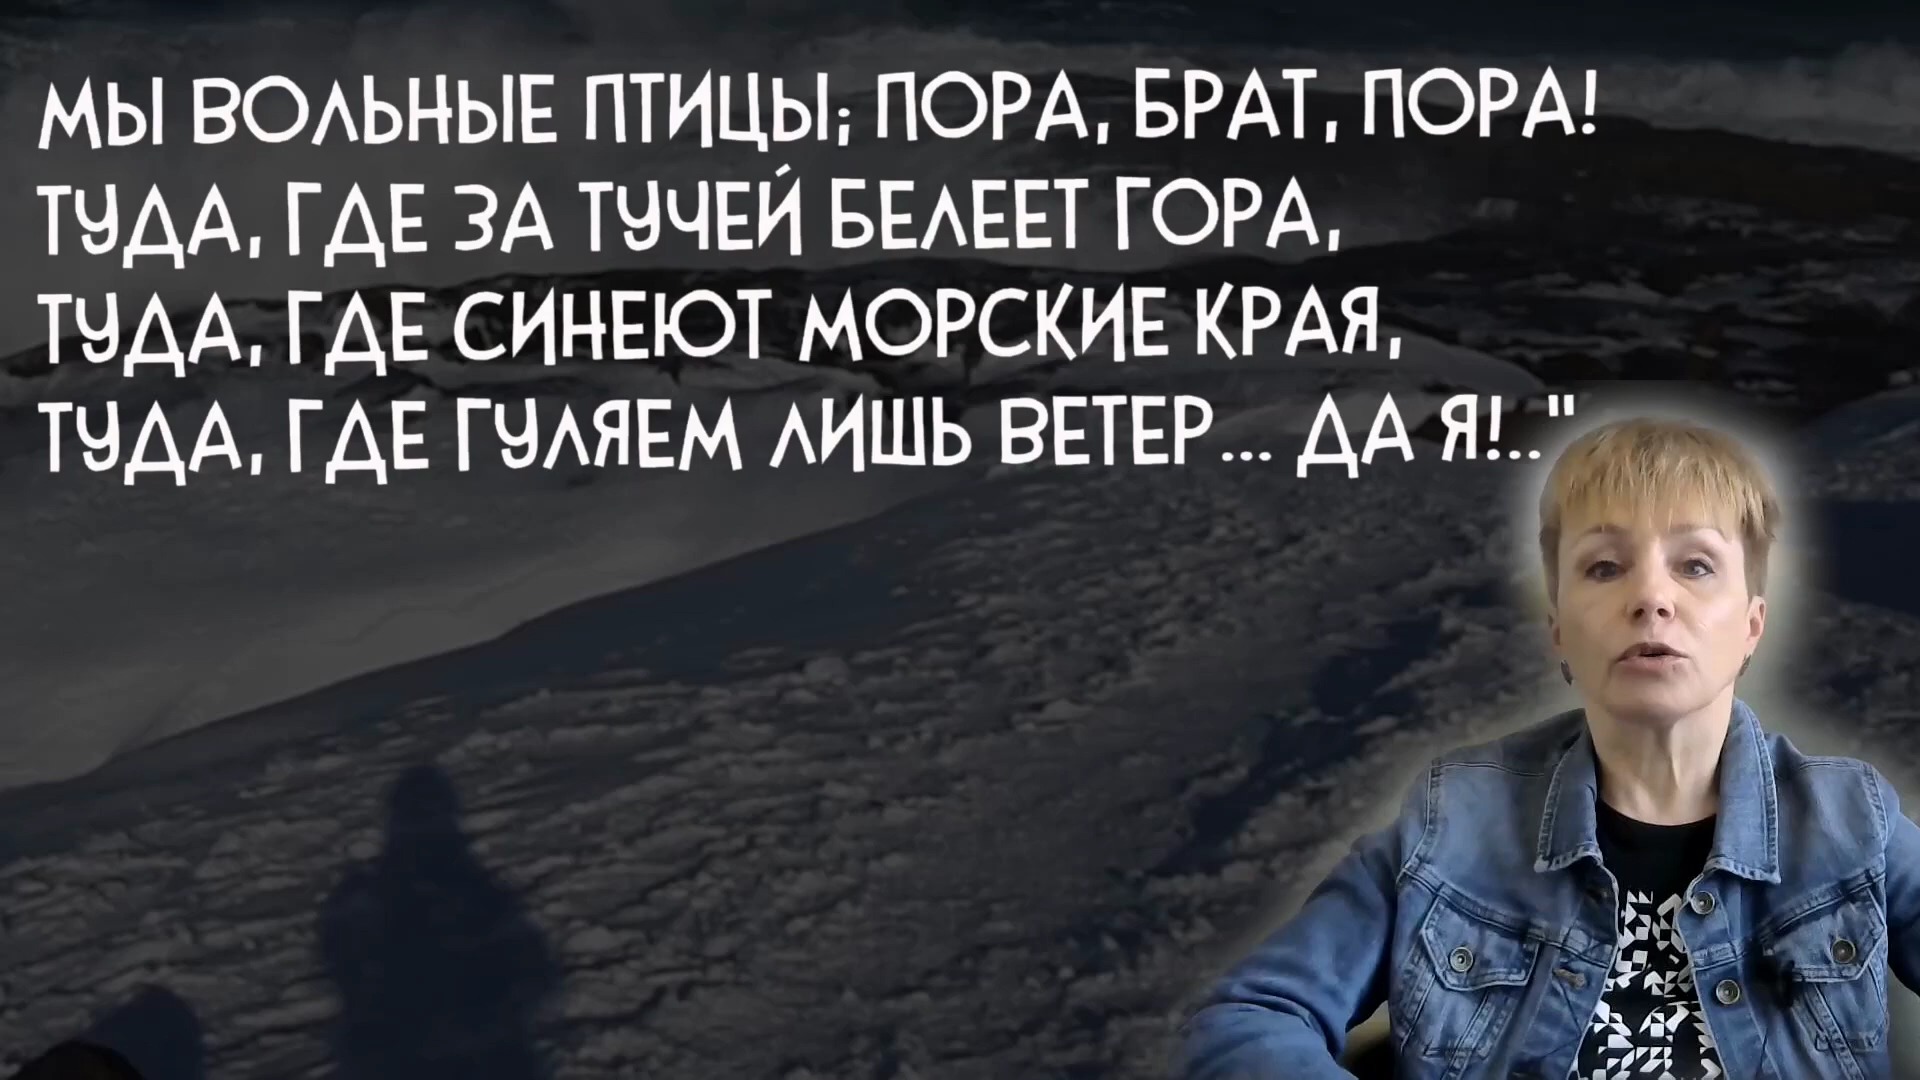 МЫ ВОЛЬНЫЕ ПТИЦЫ; ПОРА, БРАТ, ПОРА!
ТУДА, ГДЕ ЗА ТУЧЕЙ БЕЛЕЕТ ГОРА,
ТУДА, ГДЕ СИНЕЮТ МОРСКИЕ КРАЯ,
ТУДА, ГДЕ ГУЛЯЕМ ЛИШЬ ВЕТЕР... ДА Я!.."